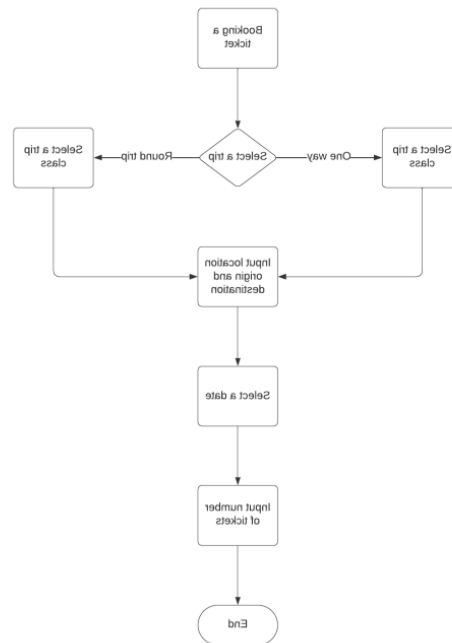 Booking a
ticket
Select a trip
class
Round trip
Select a trip
One way
Select a trip
class
Input location
origin and
destination
Select a date
Input number
of tickets
End